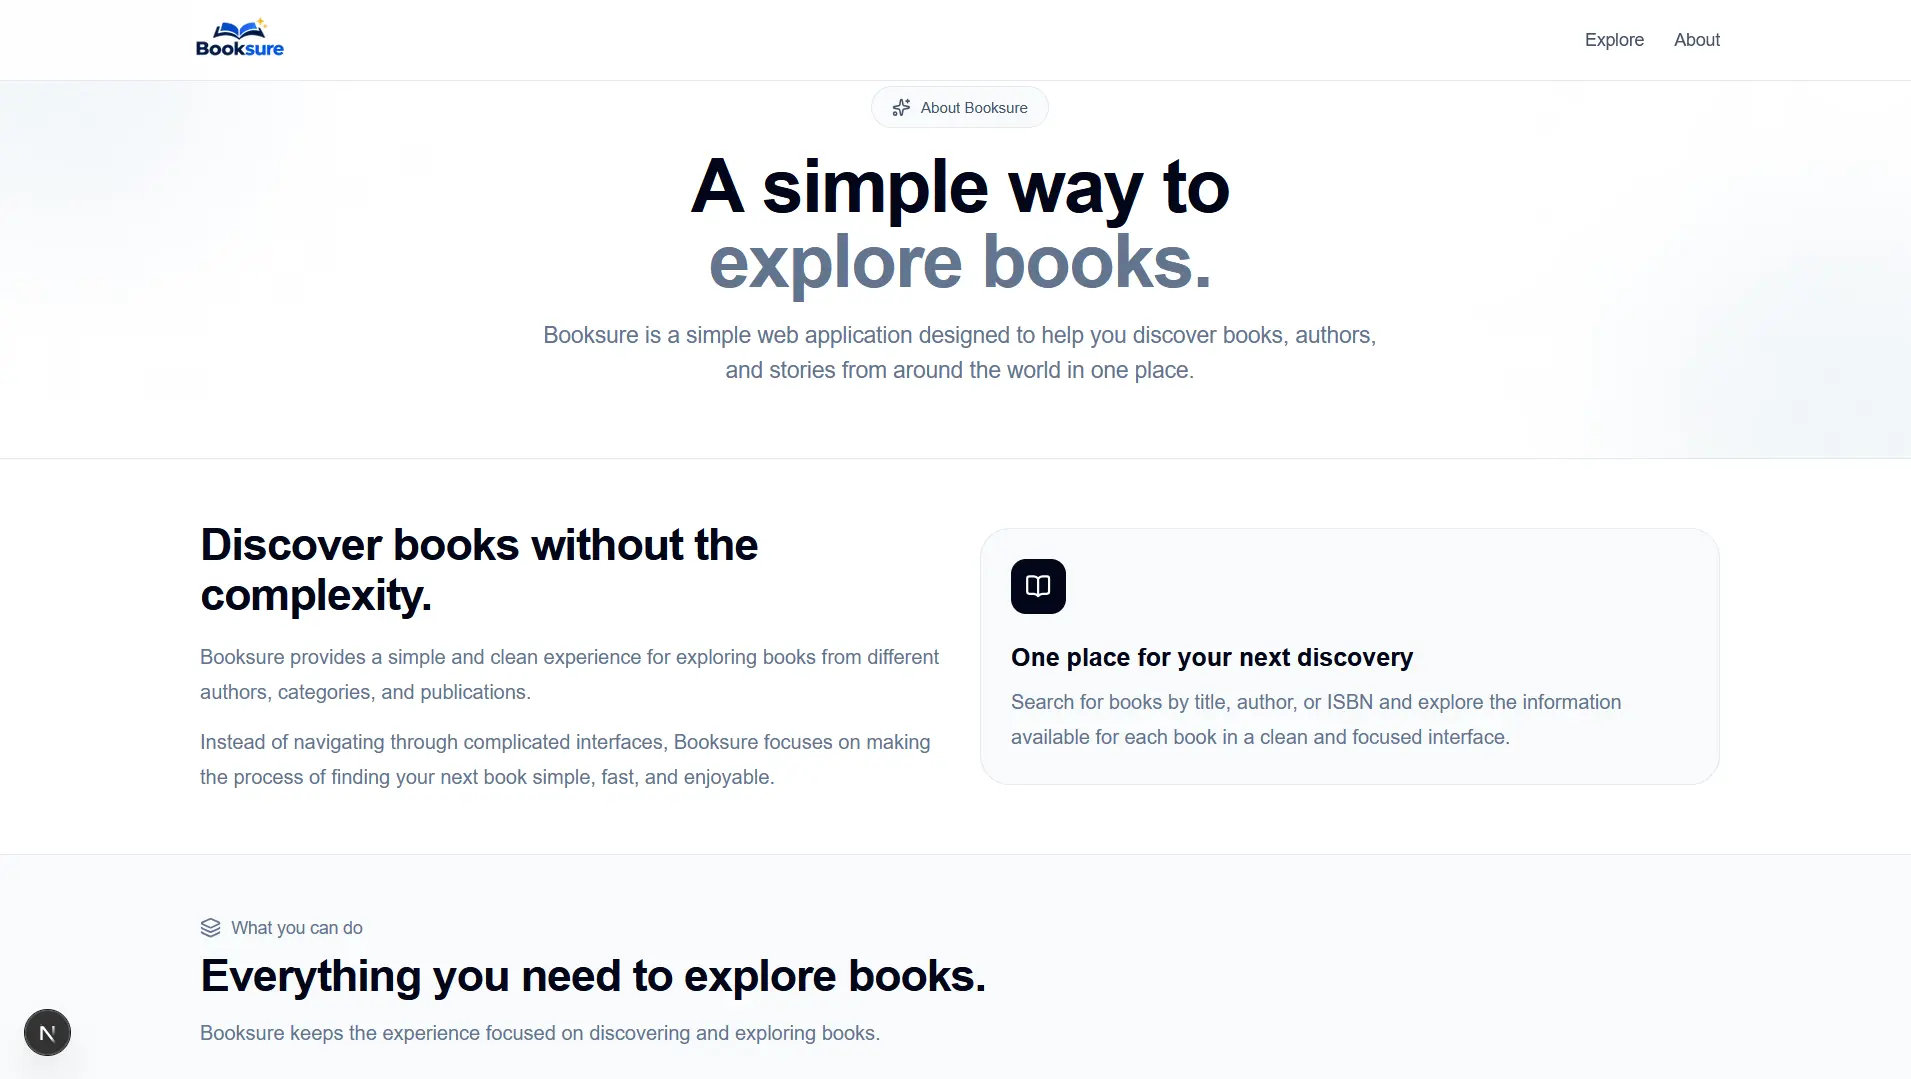 Booksure
Explore
About
About Booksure
A simple way to
explore books.
Booksure is a simple web application designed to help you discover books, authors,
and stories from around the world in one place.
Discover books without the
complexity.
Booksure provides a simple and clean experience for exploring books from different
authors, categories, and publications.
Instead of navigating through complicated interfaces, Booksure focuses on making
the process of finding your next book simple, fast, and enjoyable.
One place for your next discovery
Search for books by title, author, or ISBN and explore the information
available for each book in a clean and focused interface.
What you can do
Everything you need to explore books.
Booksure keeps the experience focused on discovering and exploring books.
N